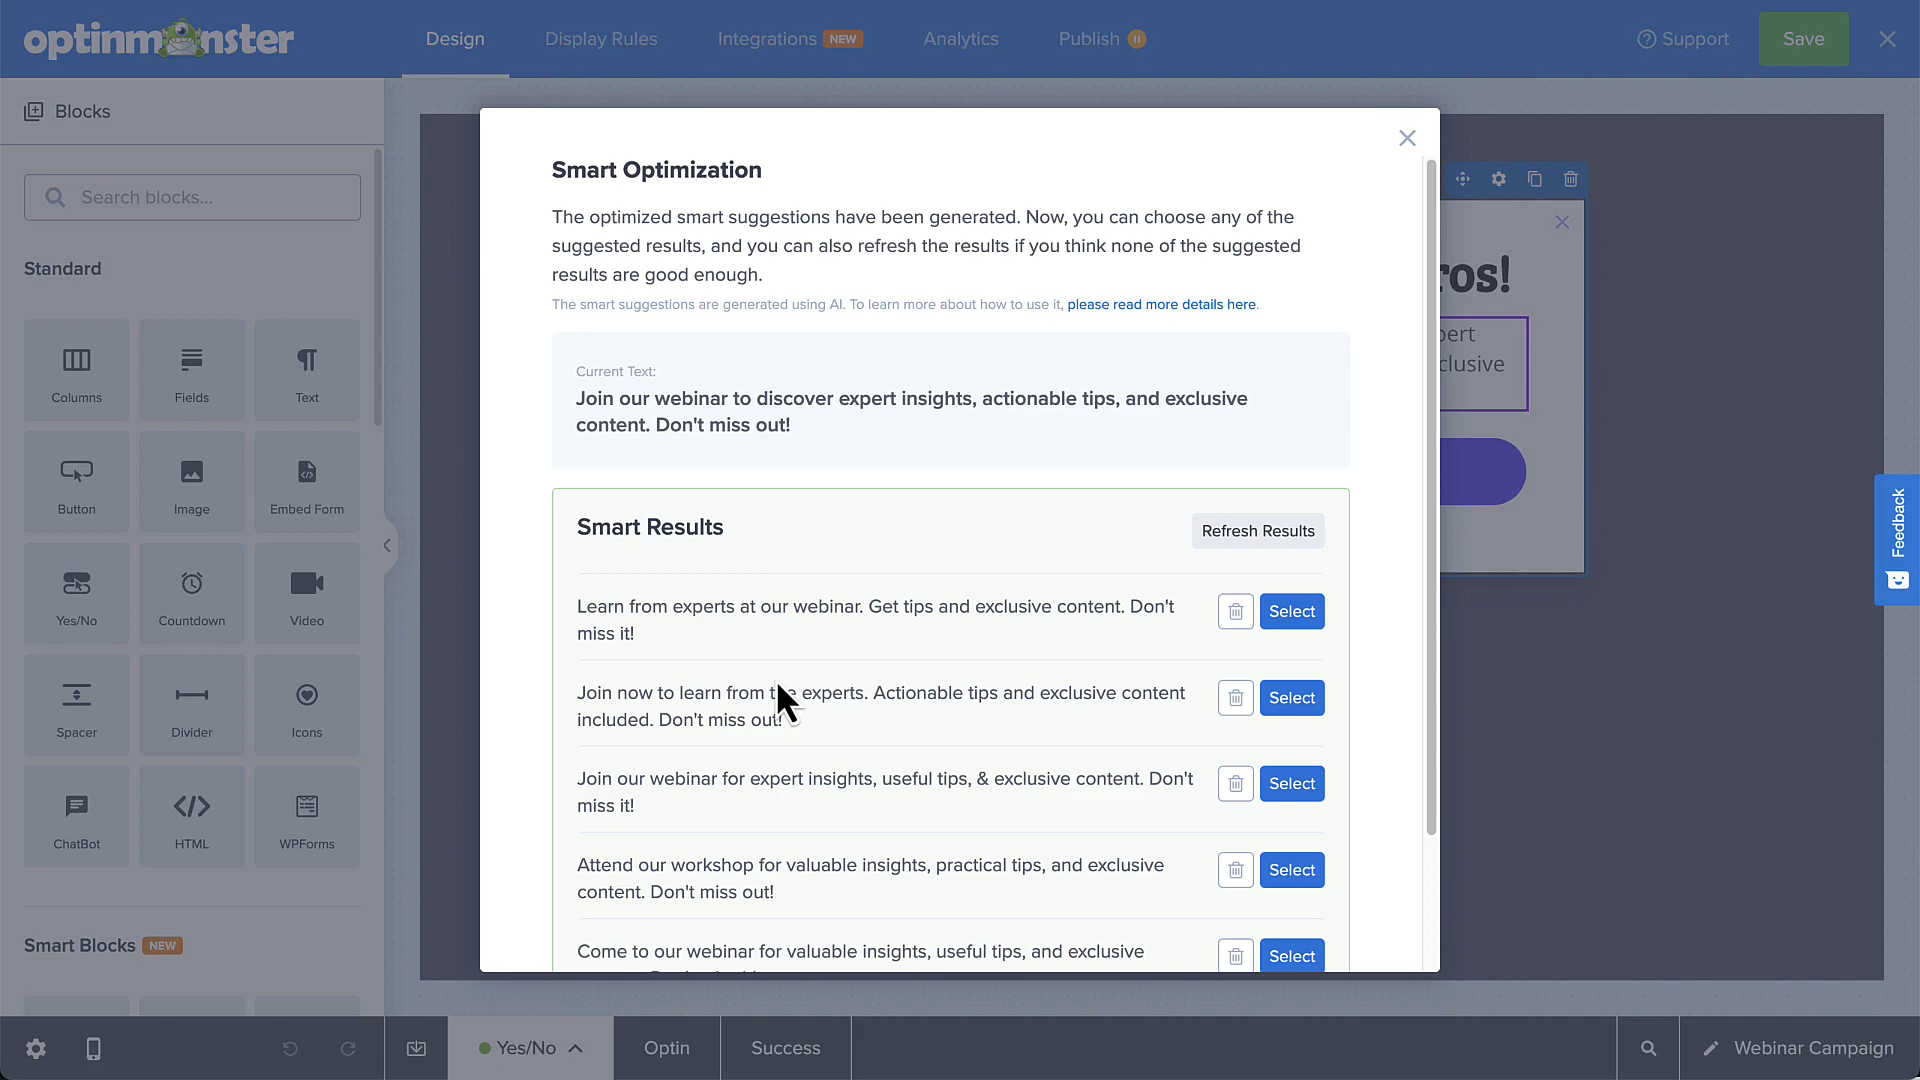 optinmonster
Design
Display Rules
Integrations NEW
Analytics
Publish
Support
Save
Blocks
Search blocks...
Standard
Columns
Fields
Text
Button
Image
Embed Form
Yes/No
Countdown
Video
Spacer
Divider
Icons
ChatBot
HTML
WPForms
Smart Blocks NEW
Smart Optimization
The optimized smart suggestions have been generated. Now, you can choose any of the
suggested results, and you can also refresh the results if you think none of the suggested
results are good enough.
The smart suggestions are generated using AI. To learn more about how to use it, please read more details here.
Current Text:
Join our webinar to discover expert insights, actionable tips, and exclusive
content. Don't miss out!
Smart Results
Refresh Results
Learn from experts at our webinar. Get tips and exclusive content. Don't
miss it!
Select
Join now to learn from the experts. Actionable tips and exclusive content
included. Don't miss out!
Select
Join our webinar for expert insights, useful tips, & exclusive content. Don't
miss it!
Select
Attend our workshop for valuable insights, practical tips, and exclusive
content. Don't miss out!
Select
Come to our webinar for valuable insights, useful tips, and exclusive
Select
ros!
pert
clusive
Feedback
Yes/No
Optin
Success
Webinar Campaign